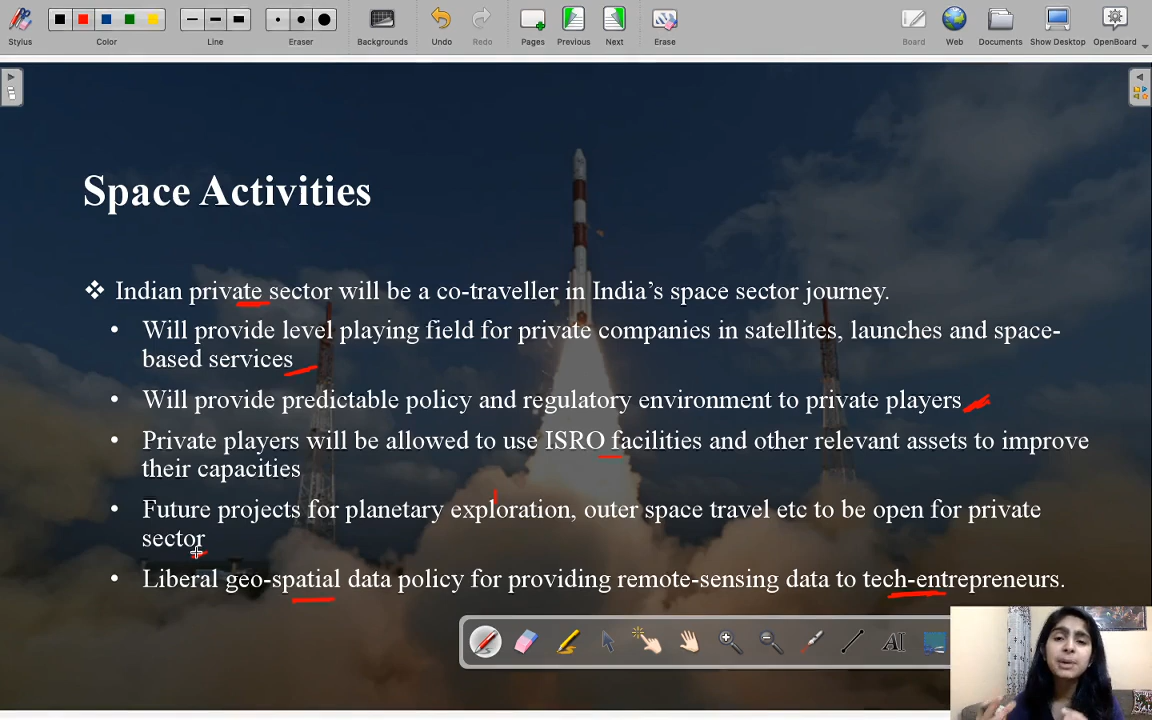 Stylus
Color
Line
Eraser
Backgrounds
Undo
Redo
Pages
Previous
Next
Erase
Board
Web
Documents
Show Desktop
OpenBoard
Space Activities
❖ Indian private sector will be a co-traveller in India’s space sector journey.
• Will provide level playing field for private companies in satellites, launches and space-
based services
• Will provide predictable policy and regulatory environment to private players
• Private players will be allowed to use ISRO facilities and other relevant assets to improve
their capacities
• Future projects for planetary exploration, outer space travel etc to be open for private
sector
• Liberal geo-spatial data policy for providing remote-sensing data to tech-entrepreneurs.
AI